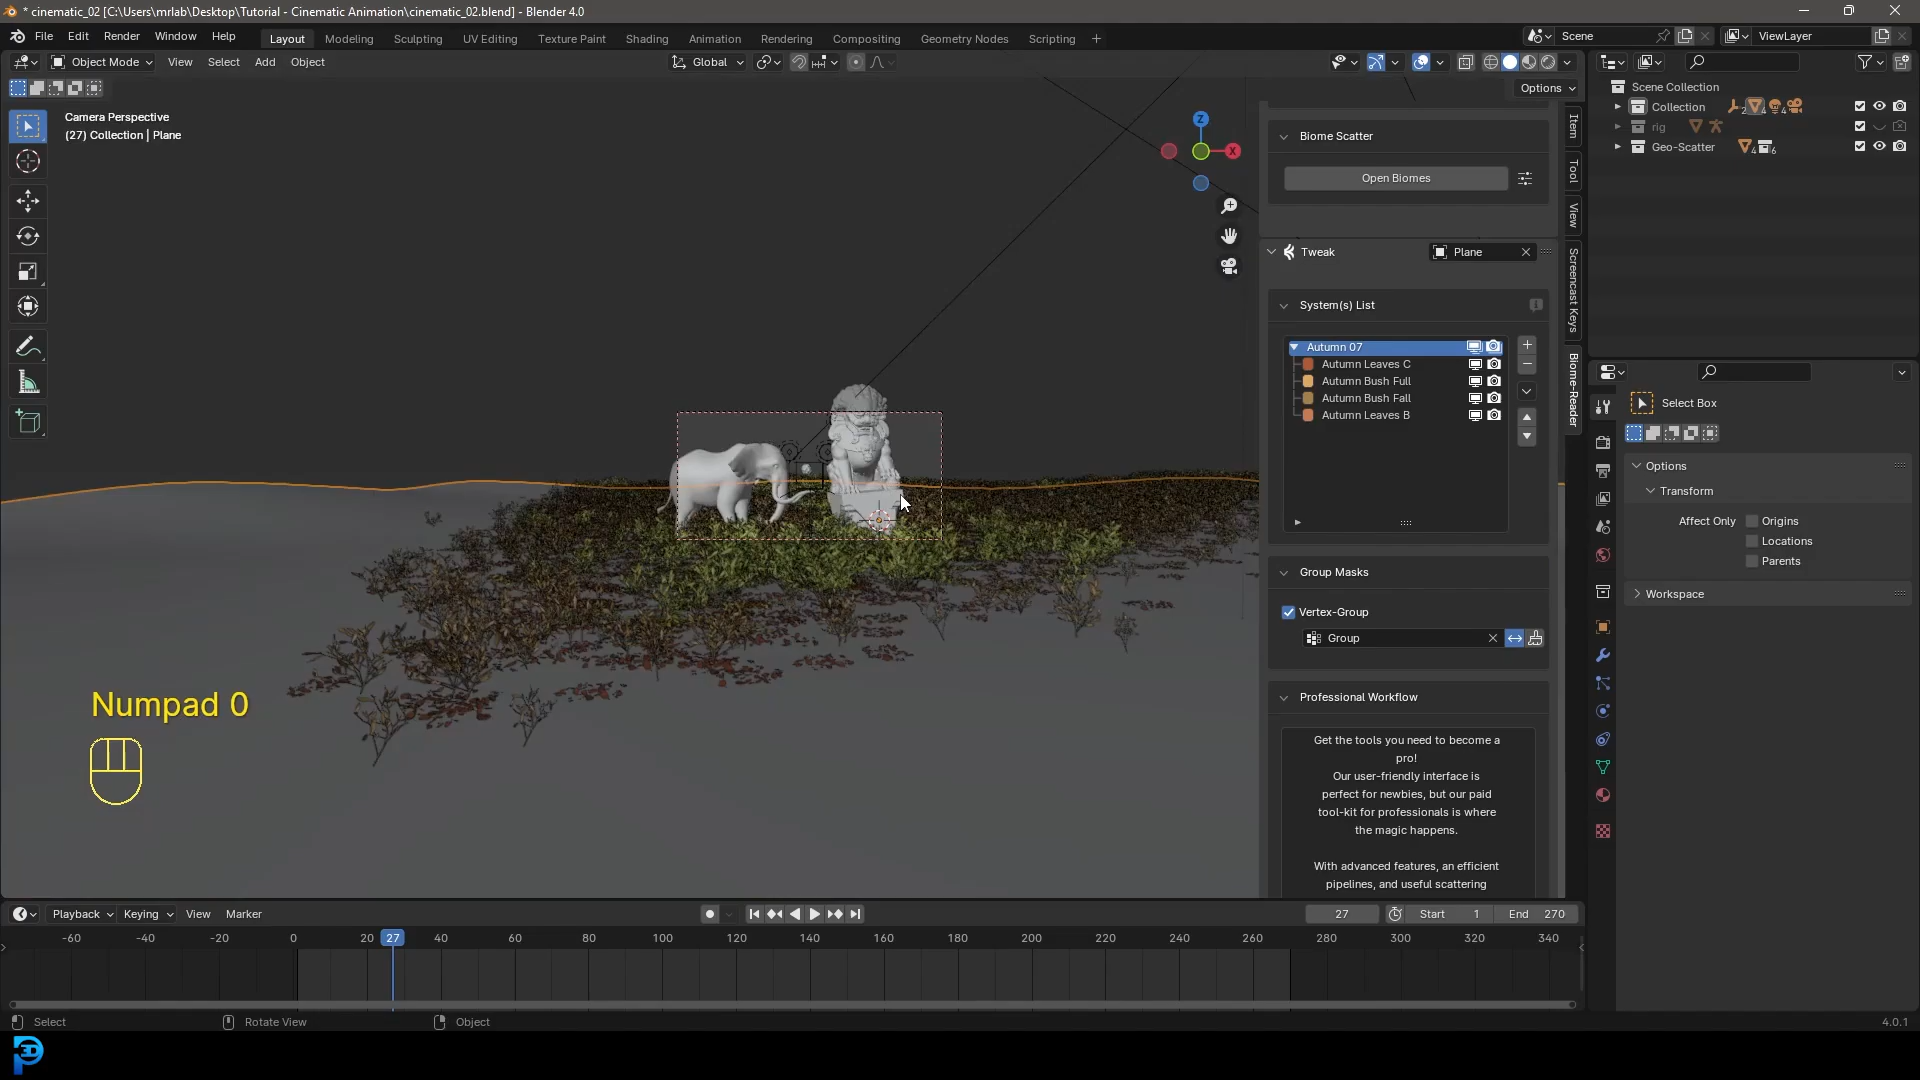 * cinematic_02 [C:\Users\mrlab\Desktop\Tutorial - Cinematic Animation\cinematic_02.blend] - Blender 4.0
File Edit Render Window Help
Layout Modeling Sculpting UV Editing Texture Paint Shading Animation Rendering Compositing Geometry Nodes Scripting +
Scene
ViewLayer
Object Mode View Select Add Object
Global
Options
Camera Perspective
(27) Collection | Plane
Z
X
Biome Scatter
Open Biomes
Tweak
Plane
System(s) List
Autumn 07
Autumn Leaves C
Autumn Bush Full
Autumn Bush Fall
Autumn Leaves B
Group Masks
Vertex-Group
Group
Professional Workflow
Get the tools you need to become a
pro!
Our user-friendly interface is
perfect for newbies, but our paid
tool-kit for professionals is where
the magic happens.
With advanced features, an efficient
pipelines, and useful scattering
Item
Tool
View
Screencast Keys
Biome-Reader
Scene Collection
Collection
rig
Geo-Scatter
Select Box
Options
Transform
Affect Only Origins
Locations
Parents
Workspace
Numpad 0
Playback Keying View Marker
27 Start 1 End 270
-60 -40 -20 0 20 27 40 60 80 100 120 140 160 180 200 220 240 260 280 300 320 340
Select Rotate View Object
4.0.1
3D